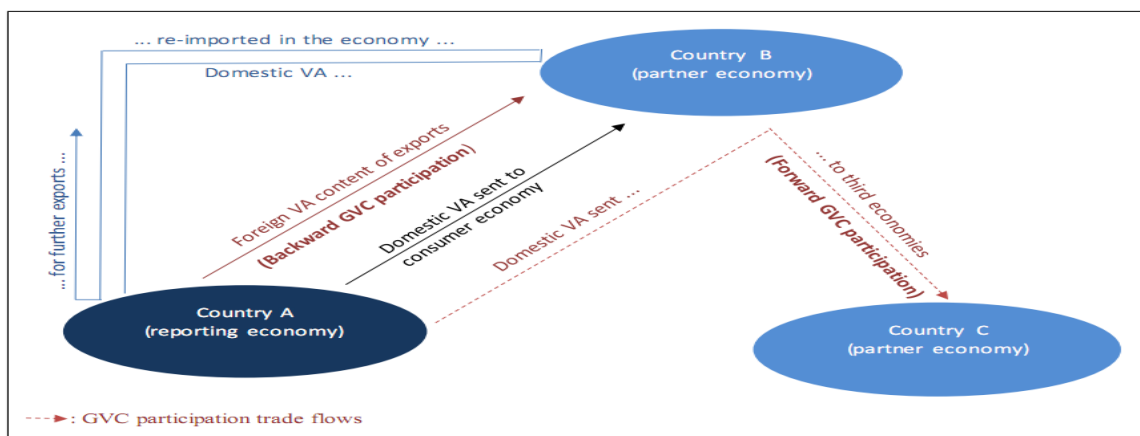 ... re-imported in the economy ...
Domestic VA ...
Country B
(partner economy)
...for further exports ...
Foreign VA content of exports
(Backward GVC participation)
Domestic VA sent to
consumer economy
Domestic VA sent ...
... to third economies
(Forward GVC participation)
Country A
(reporting economy)
Country C
(partner economy)
: GVC participation trade flows